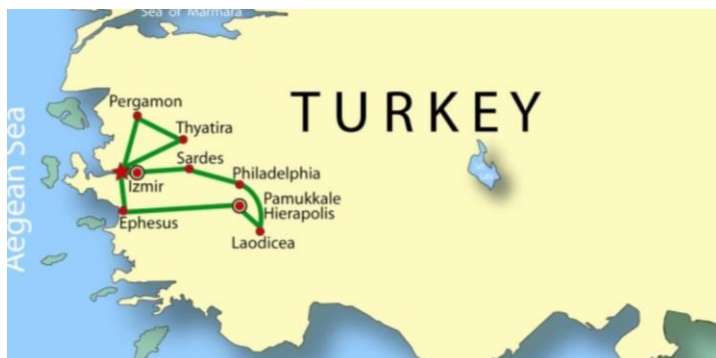 Sea of Marmara
Aegean Sea
TURKEY
Pergamon
Thyatira
Sardes
Izmir
Philadelphia
Pamukkale
Hierapolis
Ephesus
Laodicea